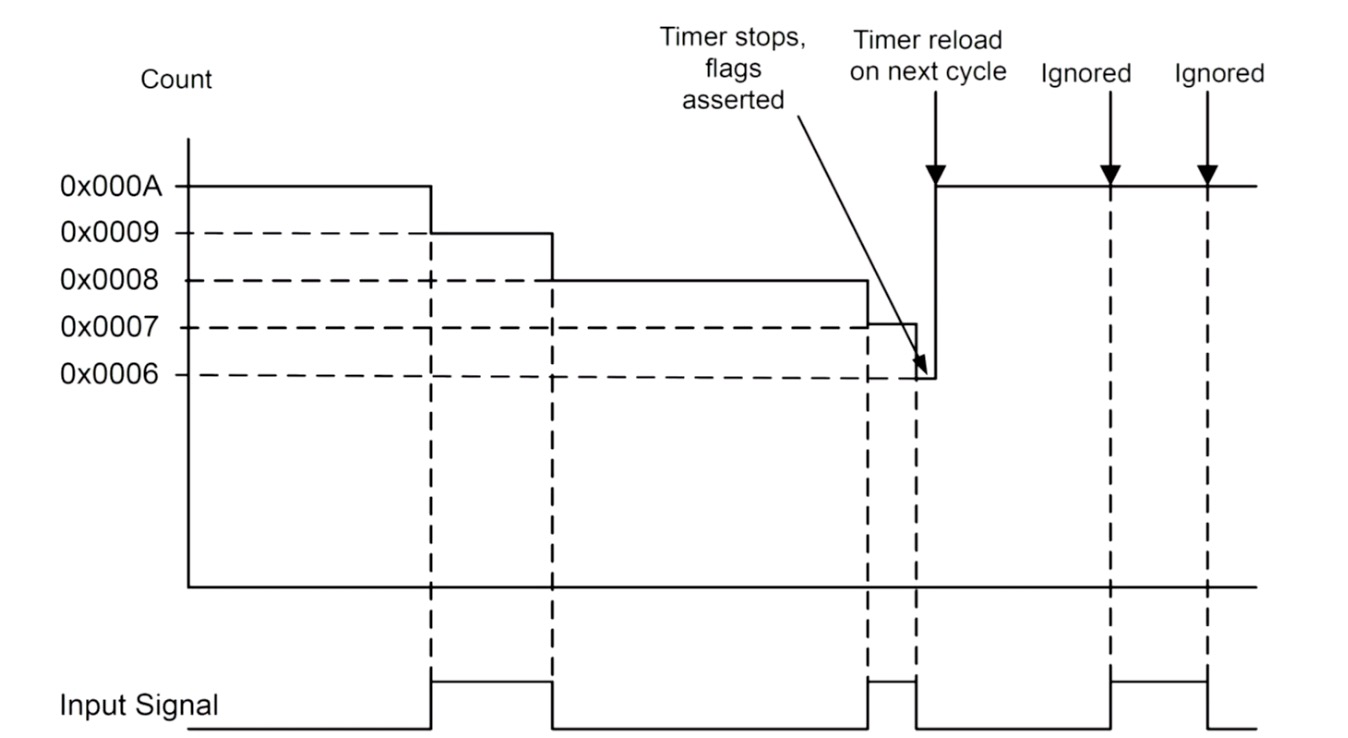 Count
Timer stops,
flags
asserted
Timer reload
on next cycle
Ignored
Ignored
0x000A
0x0009
0x0008
0x0007
0x0006
Input Signal